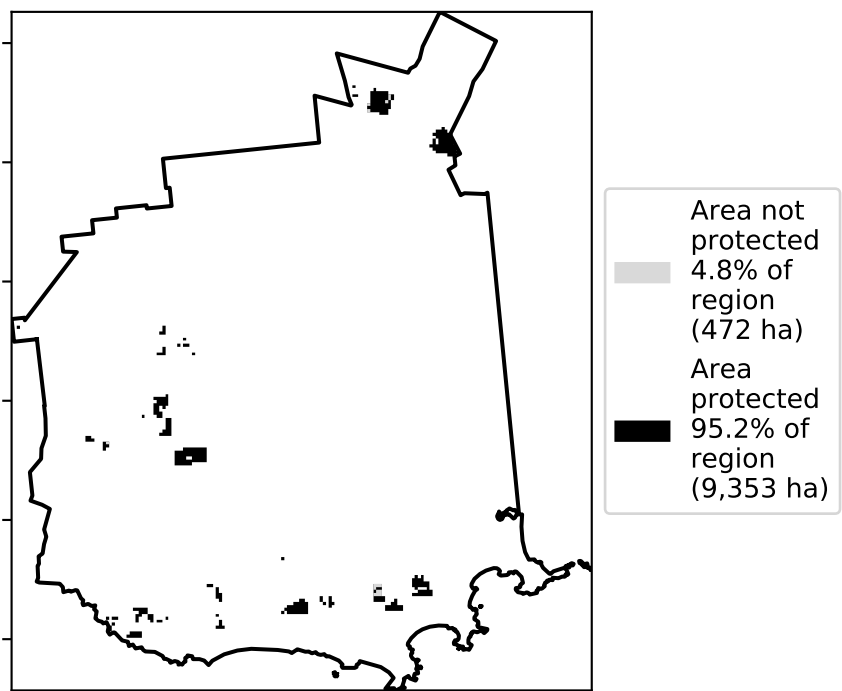 Area not
protected
4.8% of
region
(472 ha)
Area
protected
95.2% of
region
(9,353 ha)